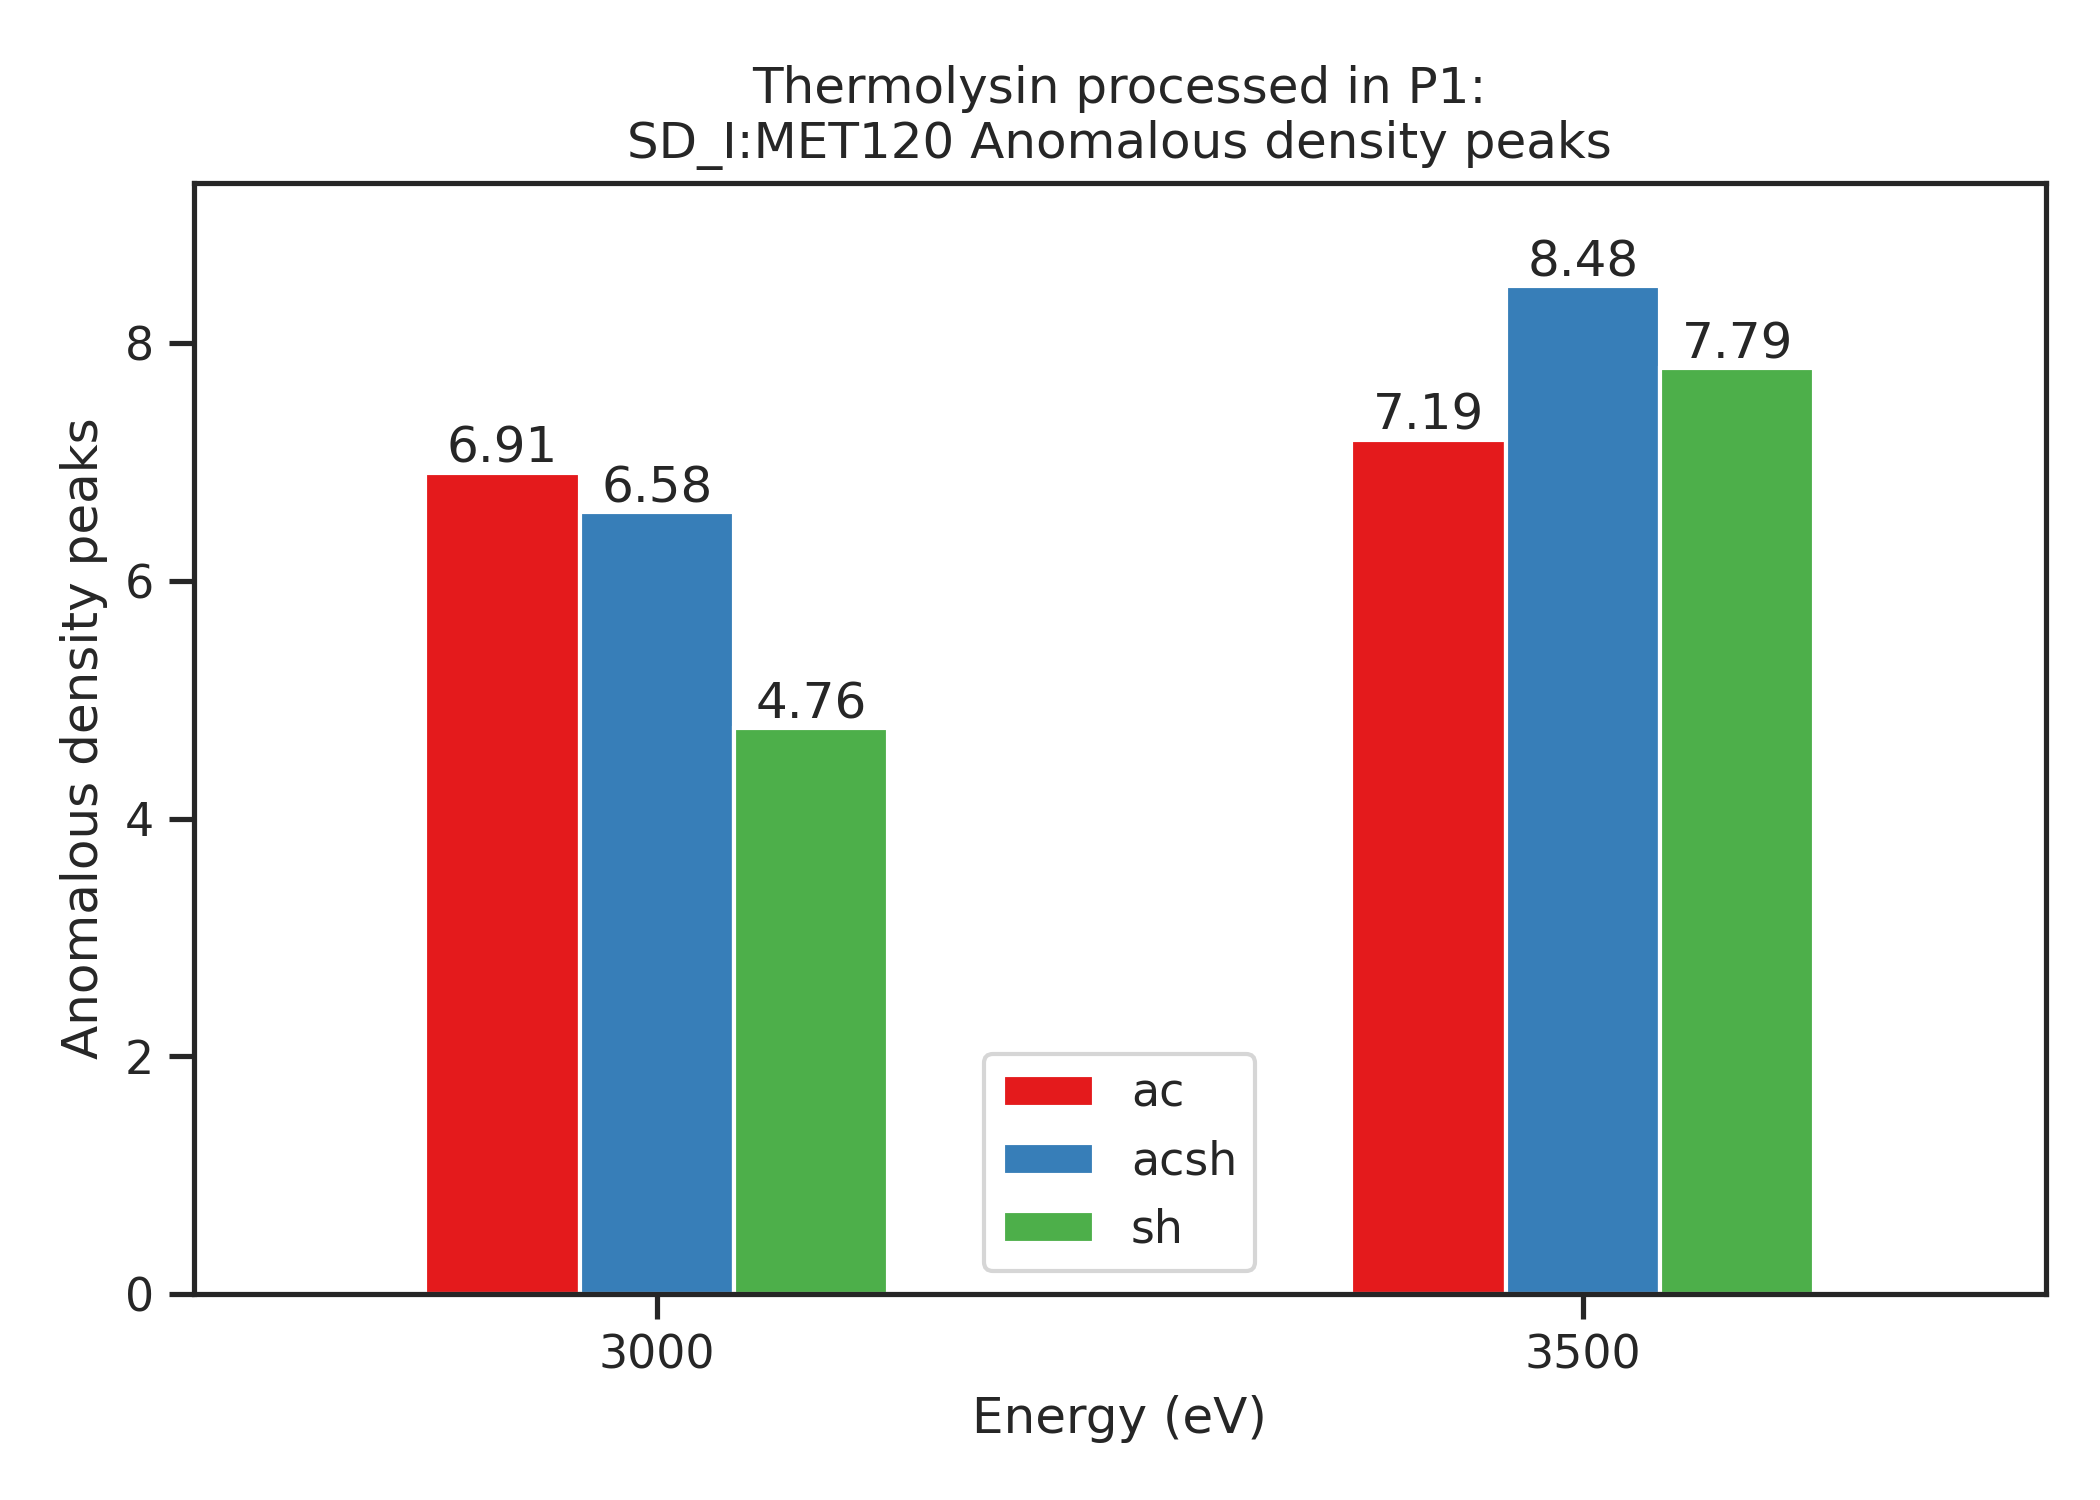 Thermolysin processed in P1:
SD_I:MET120 Anomalous density peaks
Anomalous density peaks
8
6
4
2
0
6.91
6.58
4.76
7.19
8.48
7.79
ac
acsh
sh
3000
3500
Energy (eV)